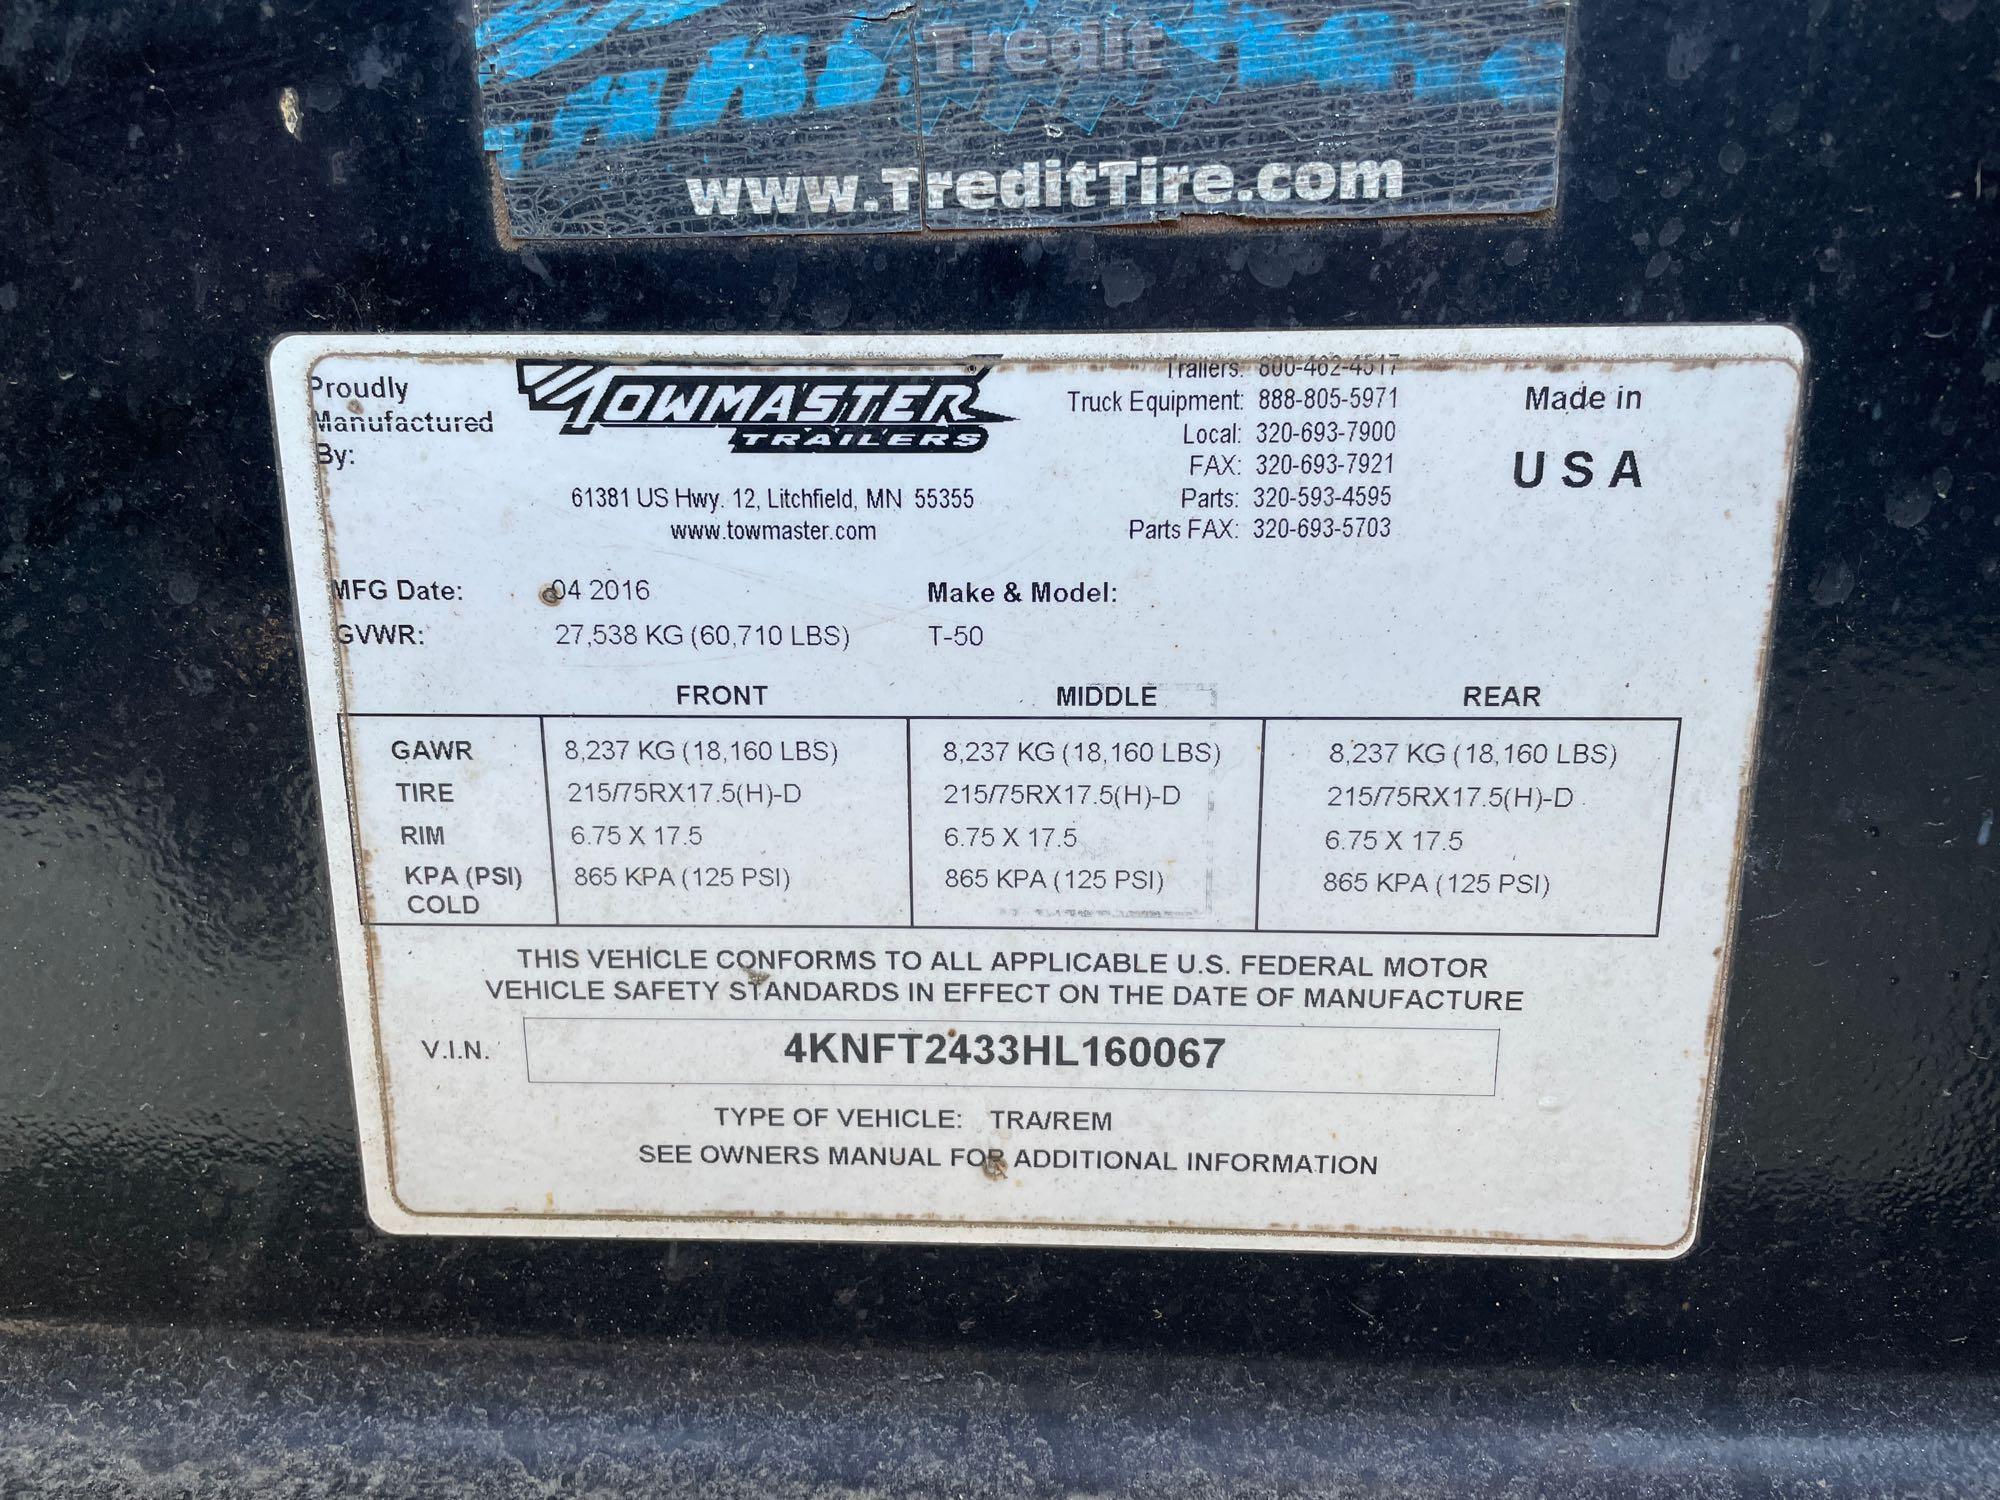 Tredit
www.TreditTire.com
Proudly
Manufactured
By:
TOWMASTER
TRAILERS
61381 US Hwy. 12, Litchfield, MN 55355
www.towmaster.com
Trailers: 800-462-4517
Truck Equipment: 888-805-5971
Local: 320-693-7900
FAX: 320-693-7921
Parts: 320-593-4595
Parts FAX: 320-693-5703
Made in
USA
MFG Date: 04 2016 Make & Model:
GVWR: 27,538 KG (60,710 LBS) T-50
FRONT MIDDLE REAR
GAWR 8,237 KG (18,160 LBS) 8,237 KG (18,160 LBS) 8,237 KG (18,160 LBS)
TIRE 215/75RX17.5(H)-D 215/75RX17.5(H)-D 215/75RX17.5(H)-D
RIM 6.75 X 17.5 6.75 X 17.5 6.75 X 17.5
KPA (PSI) 865 KPA (125 PSI) 865 KPA (125 PSI) 865 KPA (125 PSI)
COLD
THIS VEHICLE CONFORMS TO ALL APPLICABLE U.S. FEDERAL MOTOR
VEHICLE SAFETY STANDARDS IN EFFECT ON THE DATE OF MANUFACTURE
V.I.N. 4KNFT2433HL160067
TYPE OF VEHICLE: TRA/REM
SEE OWNERS MANUAL FOR ADDITIONAL INFORMATION